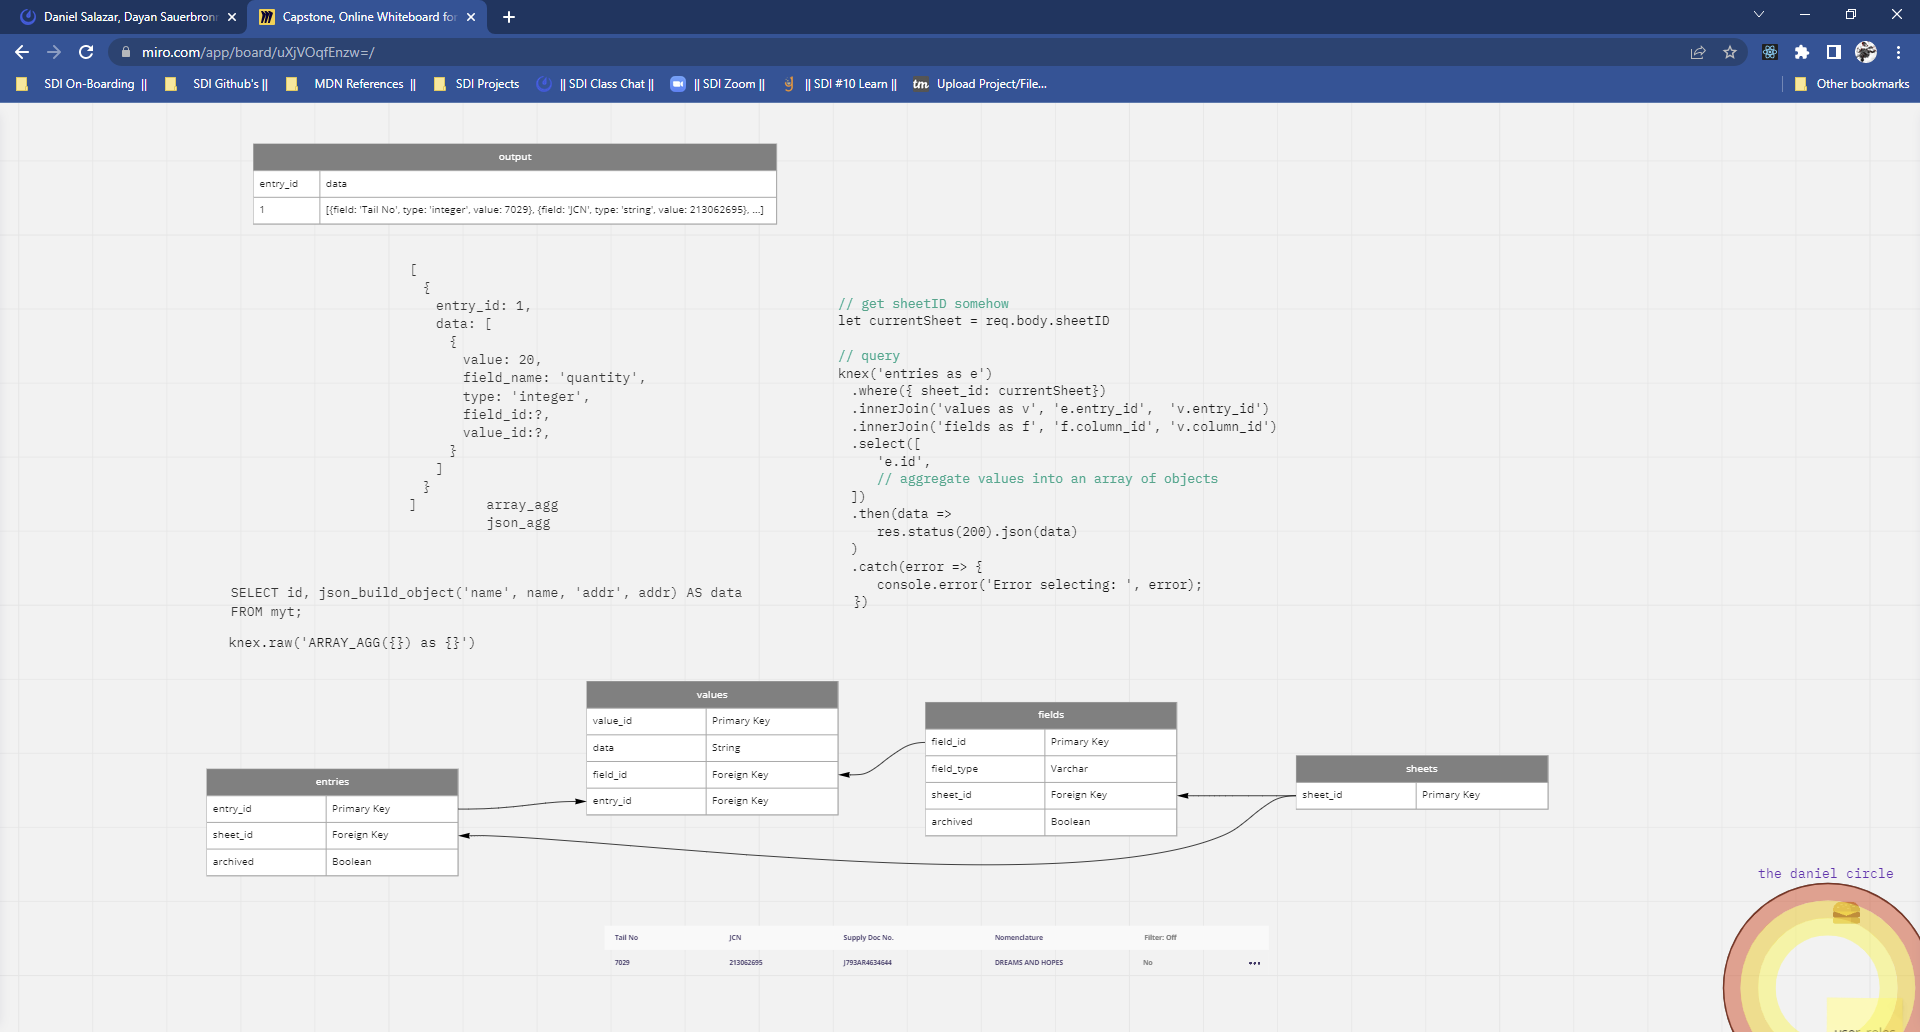 Daniel Salazar, Dayan Sauerbronn
Capstone, Online Whiteboard for
miro.com/app/board/uXjVOqfEnzw=/
SDI On-Boarding ||
SDI Github's ||
MDN References ||
SDI Projects
|| SDI Class Chat ||
|| SDI Zoom ||
|| SDI #10 Learn ||
tm Upload Project/File...
Other bookmarks
output
entry_id data
1 [{field: 'Tail No', type: 'integer', value: 7029}, {field: 'JCN', type: 'string', value: 213062695}, ...]
[
{
entry_id: 1,
data: [
{
value: 20,
field_name: 'quantity',
type: 'integer',
field_id:?,
value_id:?,
}
]
}
]
array_agg
json_agg
// get sheetID somehow
let currentSheet = req.body.sheetID
// query
knex('entries as e')
.where({ sheet_id: currentSheet})
.innerJoin('values as v', 'e.entry_id', 'v.entry_id')
.innerJoin('fields as f', 'f.column_id', 'v.column_id')
.select([
'e.id',
// aggregate values into an array of objects
])
.then(data =>
res.status(200).json(data)
)
.catch(error => {
console.error('Error selecting: ', error);
})
SELECT id, json_build_object('name', name, 'addr', addr) AS data
FROM myt;
knex.raw('ARRAY_AGG({}) as {}')
values
value_id Primary Key
data String
field_id Foreign Key
entry_id Foreign Key
fields
field_id Primary Key
field_type Varchar
sheet_id Foreign Key
archived Boolean
sheets
sheet_id Primary Key
entries
entry_id Primary Key
sheet_id Foreign Key
archived Boolean
the daniel circle
Tail No JCN Supply Doc No. Nomenclature Filter: Off
7029 213062695 J793AR4634644 DREAMS AND HOPES No